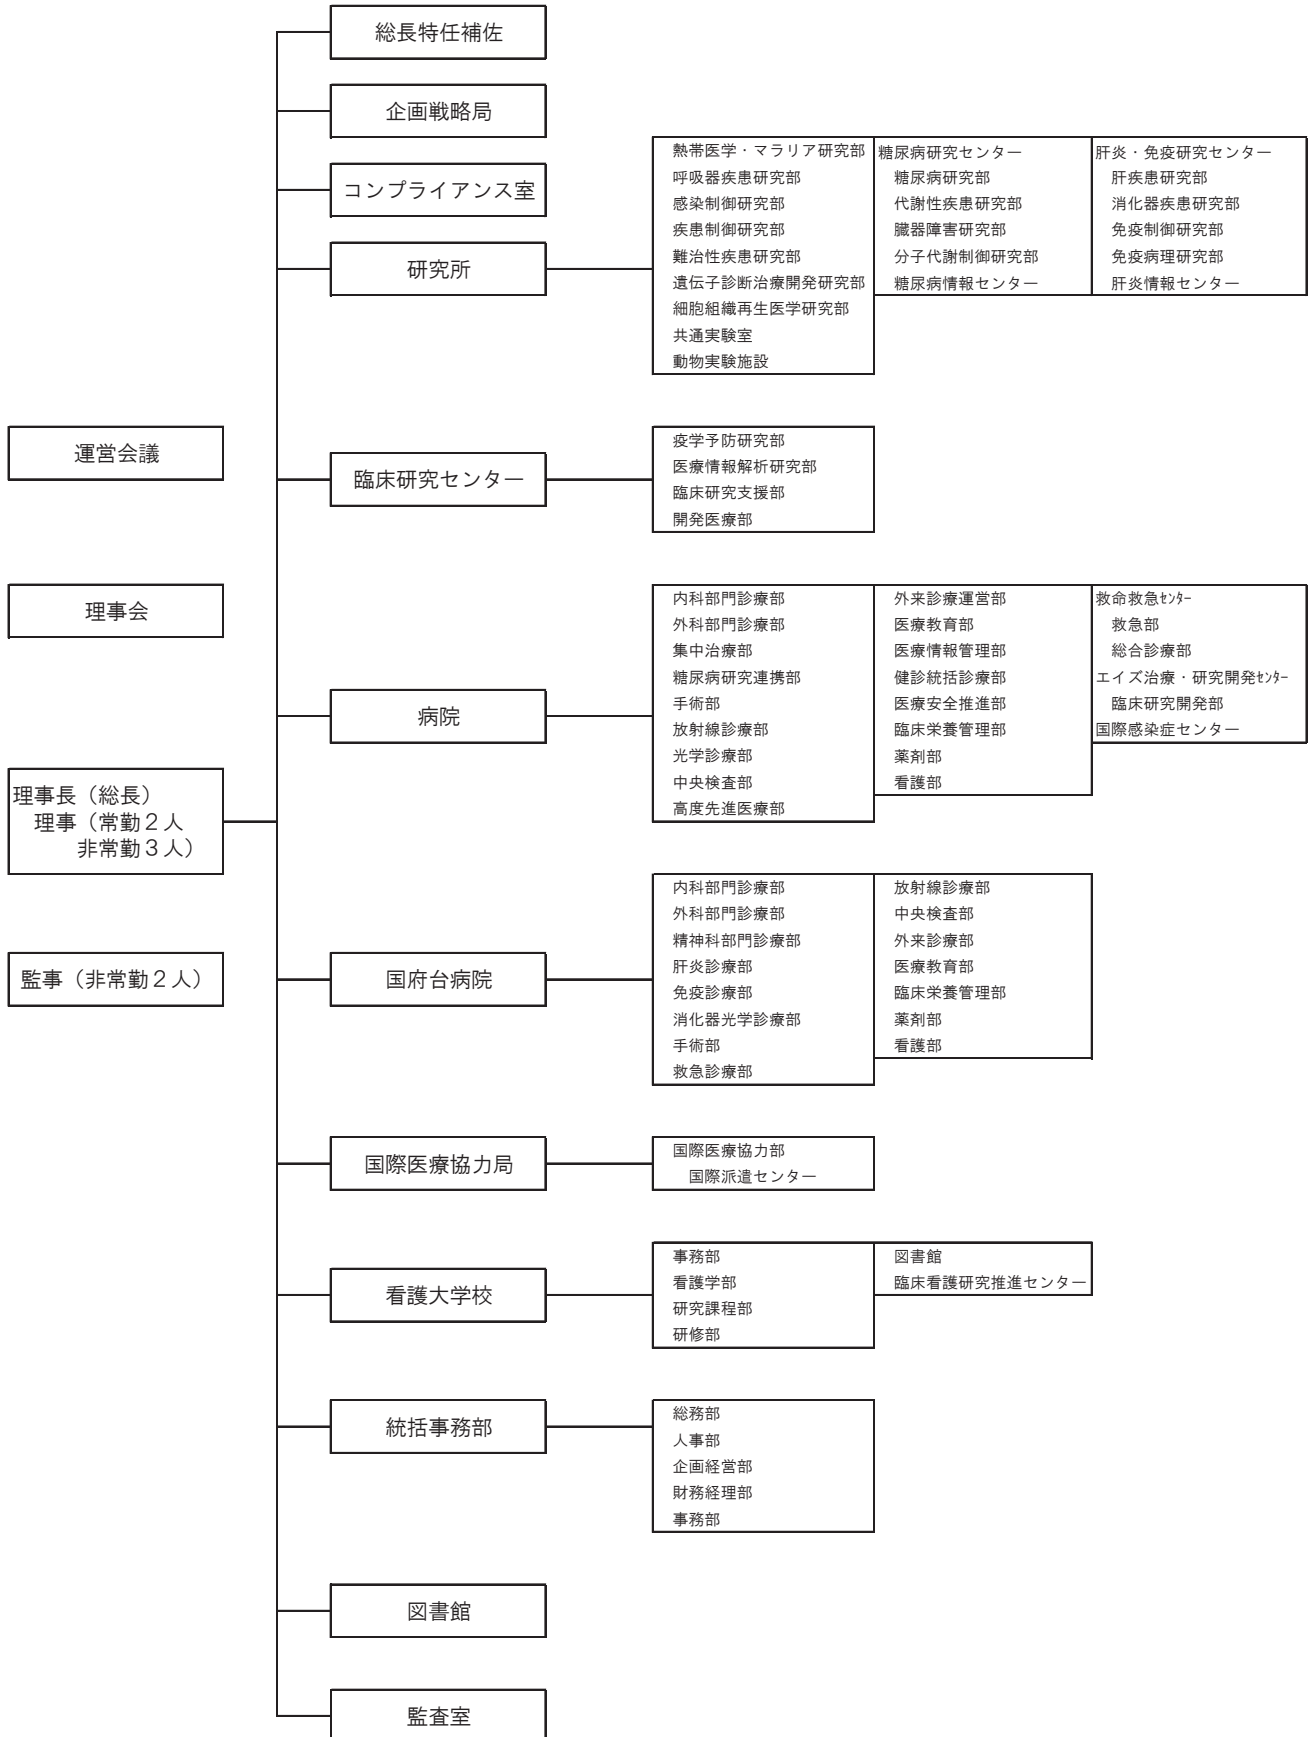 総長特任補佐
企画戦略局
コンプライアンス室
研究所
熱帯医学・マラリア研究部
呼吸器疾患研究部
感染制御研究部
疾患制御研究部
難治性疾患研究部
遺伝子診断治療開発研究部
細胞組織再生医学研究部
共通実験室
動物実験施設
糖尿病研究センター
糖尿病研究部
代謝性疾患研究部
臓器障害研究部
分子代謝制御研究部
糖尿病情報センター
肝炎・免疫研究センター
肝疾患研究部
消化器疾患研究部
免疫制御研究部
免疫病理研究部
肝炎情報センター
運営会議
臨床研究センター
疫学予防研究部
医療情報解析研究部
臨床研究支援部
開発医療部
理事会
病院
内科部門診療部
外科部門診療部
集中治療部
糖尿病研究連携部
手術部
放射線診療部
光学診療部
中央検査部
高度先進医療部
外来診療運営部
医療教育部
医療情報管理部
健診統括診療部
医療安全推進部
臨床栄養管理部
薬剤部
看護部
救命救急ｾﾝﾀｰ
救急部
総合診療部
エイズ治療・研究開発ｾﾝﾀｰ
臨床研究開発部
国際感染症センター
理事長（総長）
理事（常勤２人
非常勤３人）
監事（非常勤２人）
国府台病院
内科部門診療部
外科部門診療部
精神科部門診療部
肝炎診療部
免疫診療部
消化器光学診療部
手術部
救急診療部
放射線診療部
中央検査部
外来診療部
医療教育部
臨床栄養管理部
薬剤部
看護部
国際医療協力局
国際医療協力部
国際派遣センター
看護大学校
事務部
看護学部
研究課程部
研修部
図書館
臨床看護研究推進センター
統括事務部
総務部
人事部
企画経営部
財務経理部
事務部
図書館
監査室